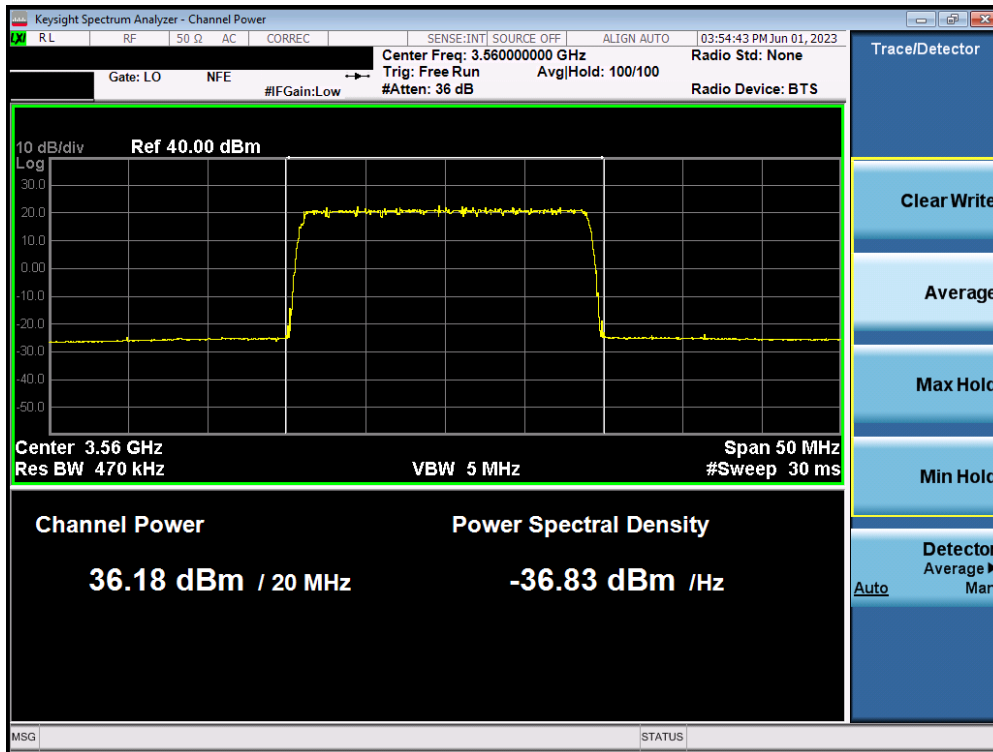 Keysight Spectrum Analyzer - Channel Power
LXI RL RF 50 Ω AC CORREC SENSE:INT SOURCE OFF ALIGN AUTO 03:54:43 PM Jun 01, 2023
Center Freq: 3.560000000 GHz Radio Std: None
Gate: LO NFE Trig: Free Run Avg|Hold: 100/100
#IFGain:Low #Atten: 36 dB Radio Device: BTS
Trace/Detector
10 dB/div Ref 40.00 dBm
Log
30.0
20.0
10.0
0.00
-10.0
-20.0
-30.0
-40.0
-50.0
Center 3.56 GHz Span 50 MHz
Res BW 470 kHz VBW 5 MHz #Sweep 30 ms
Channel Power Power Spectral Density
36.18 dBm / 20 MHz -36.83 dBm /Hz
Clear Write
Average
Max Hold
Min Hold
Detector
Average
Auto Man
MSG STATUS